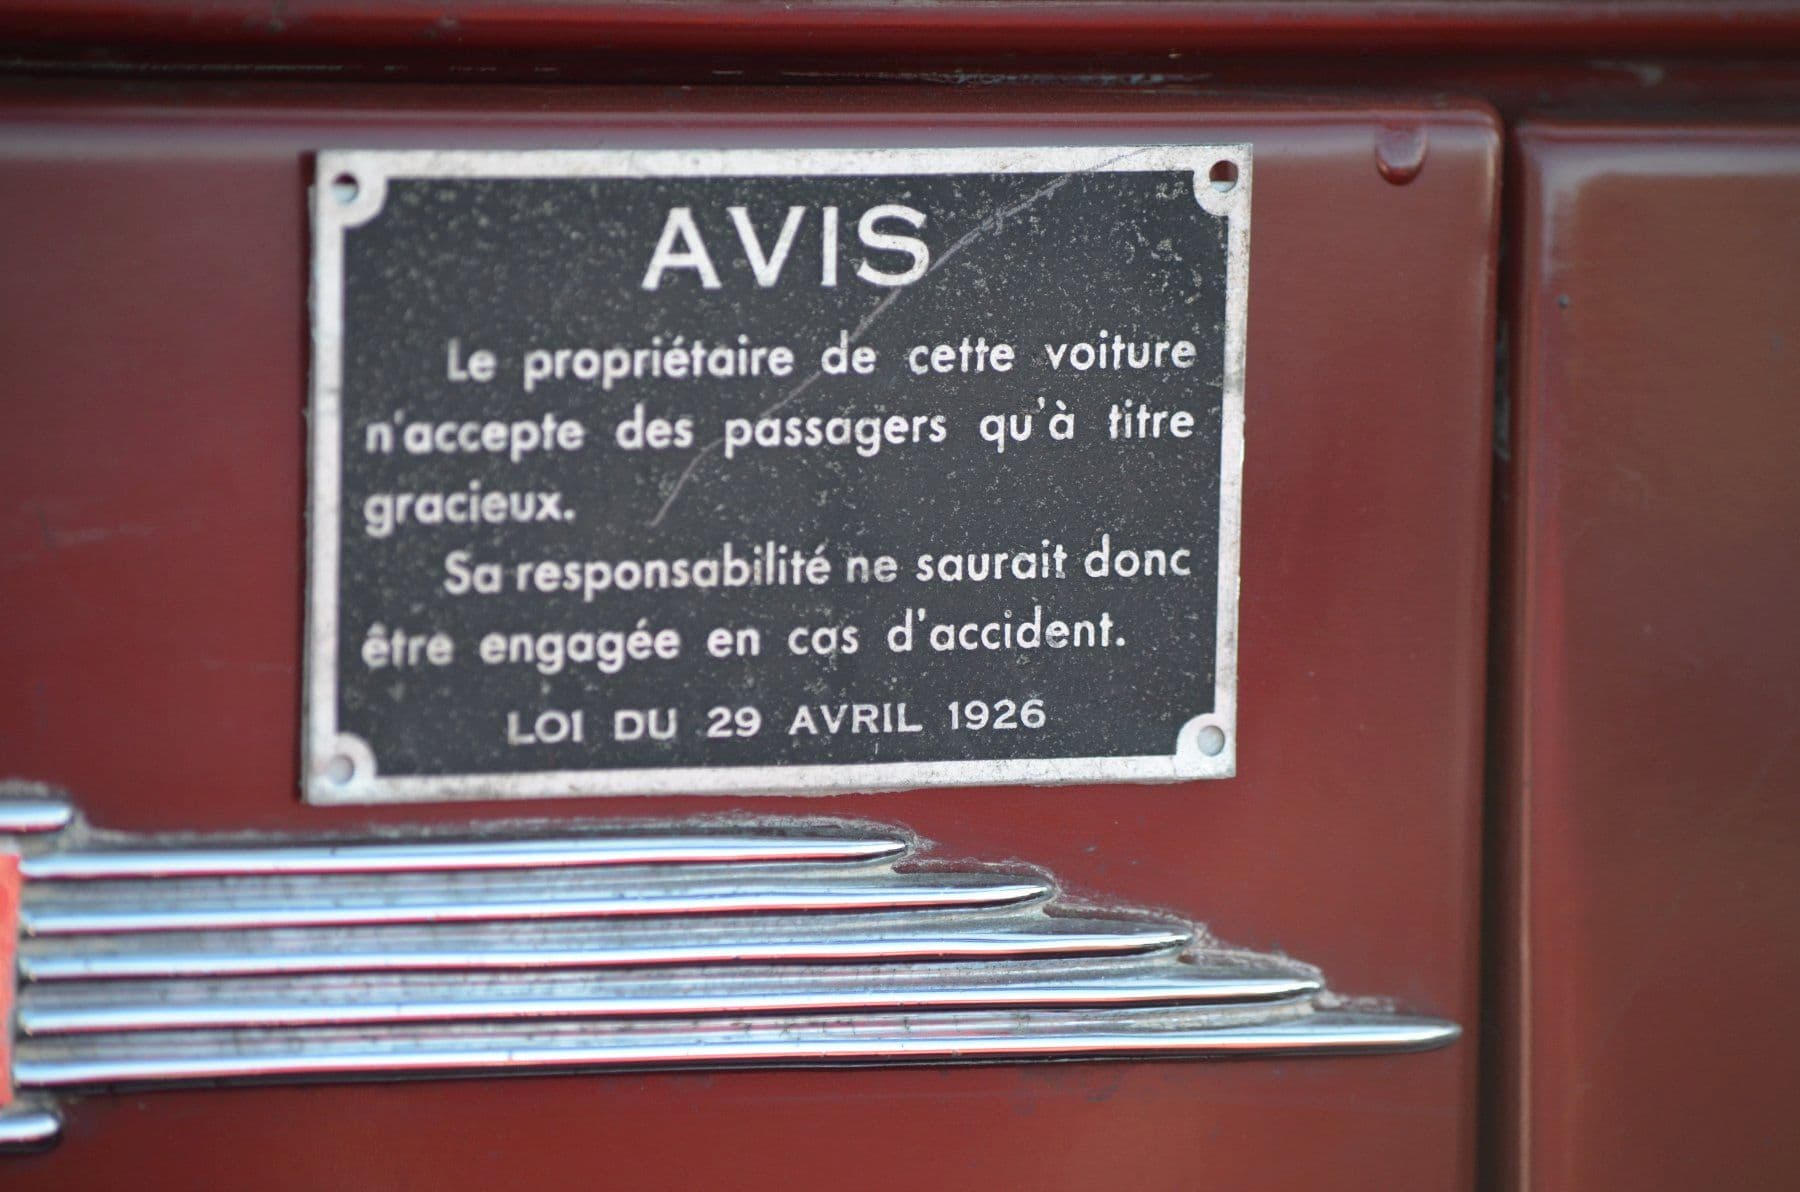 AVIS
Le propriétaire de cette voiture
n'accepte des passagers qu'à titre
gracieux.
Sa responsabilité ne saurait donc
être engagée en cas d'accident.
LOI DU 29 AVRIL 1926